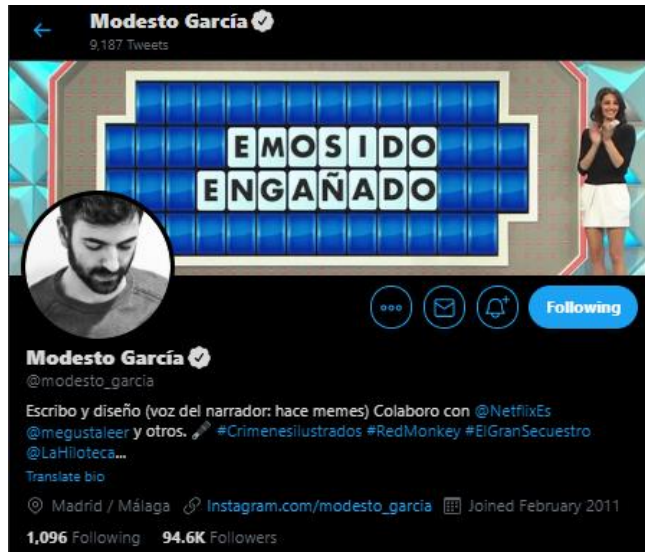 Modesto García
9,187 Tweets
EMOSIDO
ENGAÑADO
Following
Modesto García
@modesto_garcia
Escribo y diseño (voz del narrador: hace memes) Colaboro con @NetflixEs
@megustaleer y otros. 🖋 #Crimenesilustrados #RedMonkey #ElGranSecuestro
@LaHiloteca...
Translate bio
Madrid / Málaga Instagram.com/modesto_garcia Joined February 2011
1,096 Following 94.6K Followers